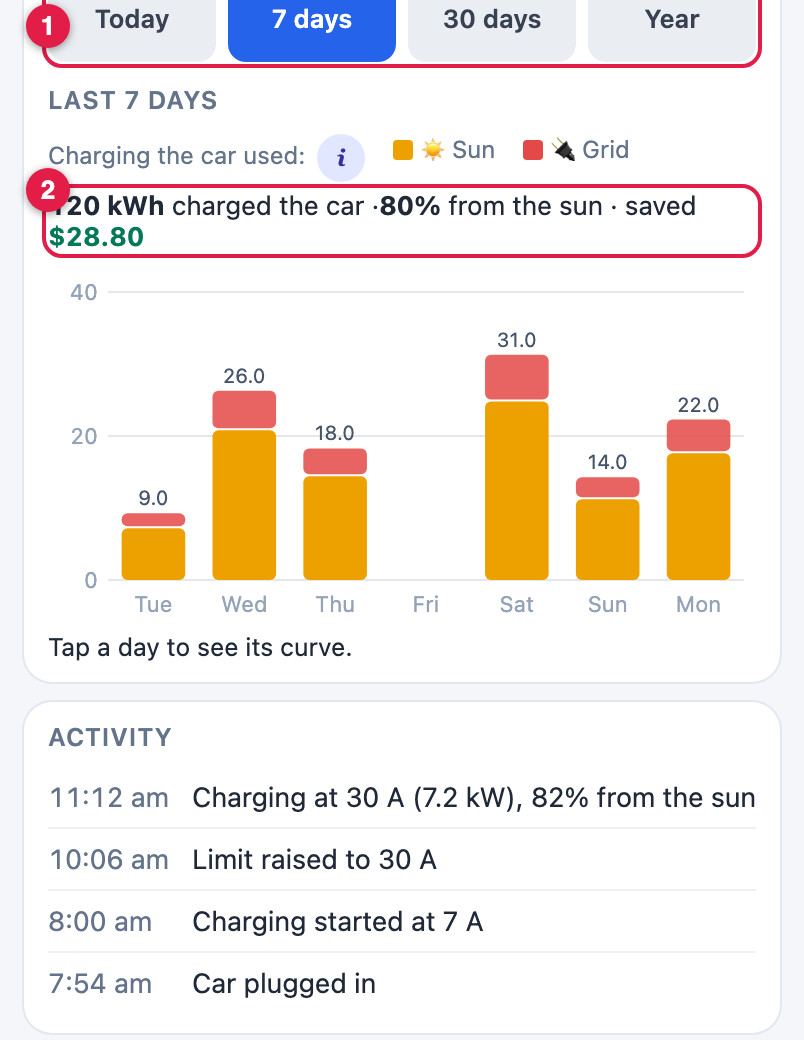 1
Today
7 days
30 days
Year
LAST 7 DAYS
Charging the car used:
i
Sun
Grid
2
20 kWh charged the car ·80% from the sun · saved
$28.80
40
20
0
9.0
26.0
18.0
31.0
14.0
22.0
Tue
Wed
Thu
Fri
Sat
Sun
Mon
Tap a day to see its curve.
ACTIVITY
11:12 am Charging at 30 A (7.2 kW), 82% from the sun
10:06 am Limit raised to 30 A
8:00 am Charging started at 7 A
7:54 am Car plugged in